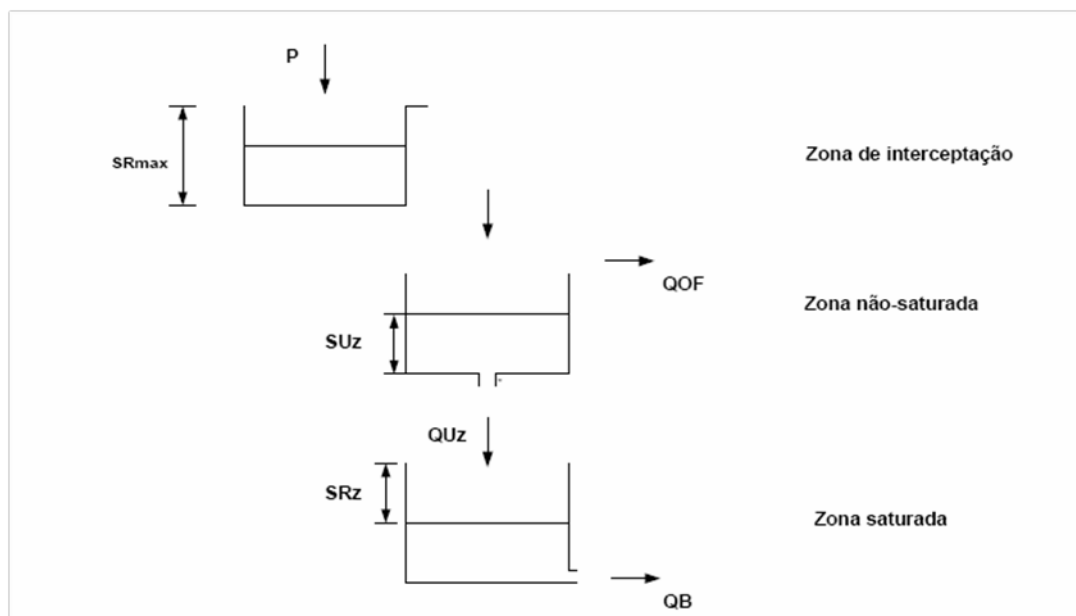 P
SRmax
Zona de interceptação
QOF
Zona não-saturada
SUz
QUz
SRz
Zona saturada
QB